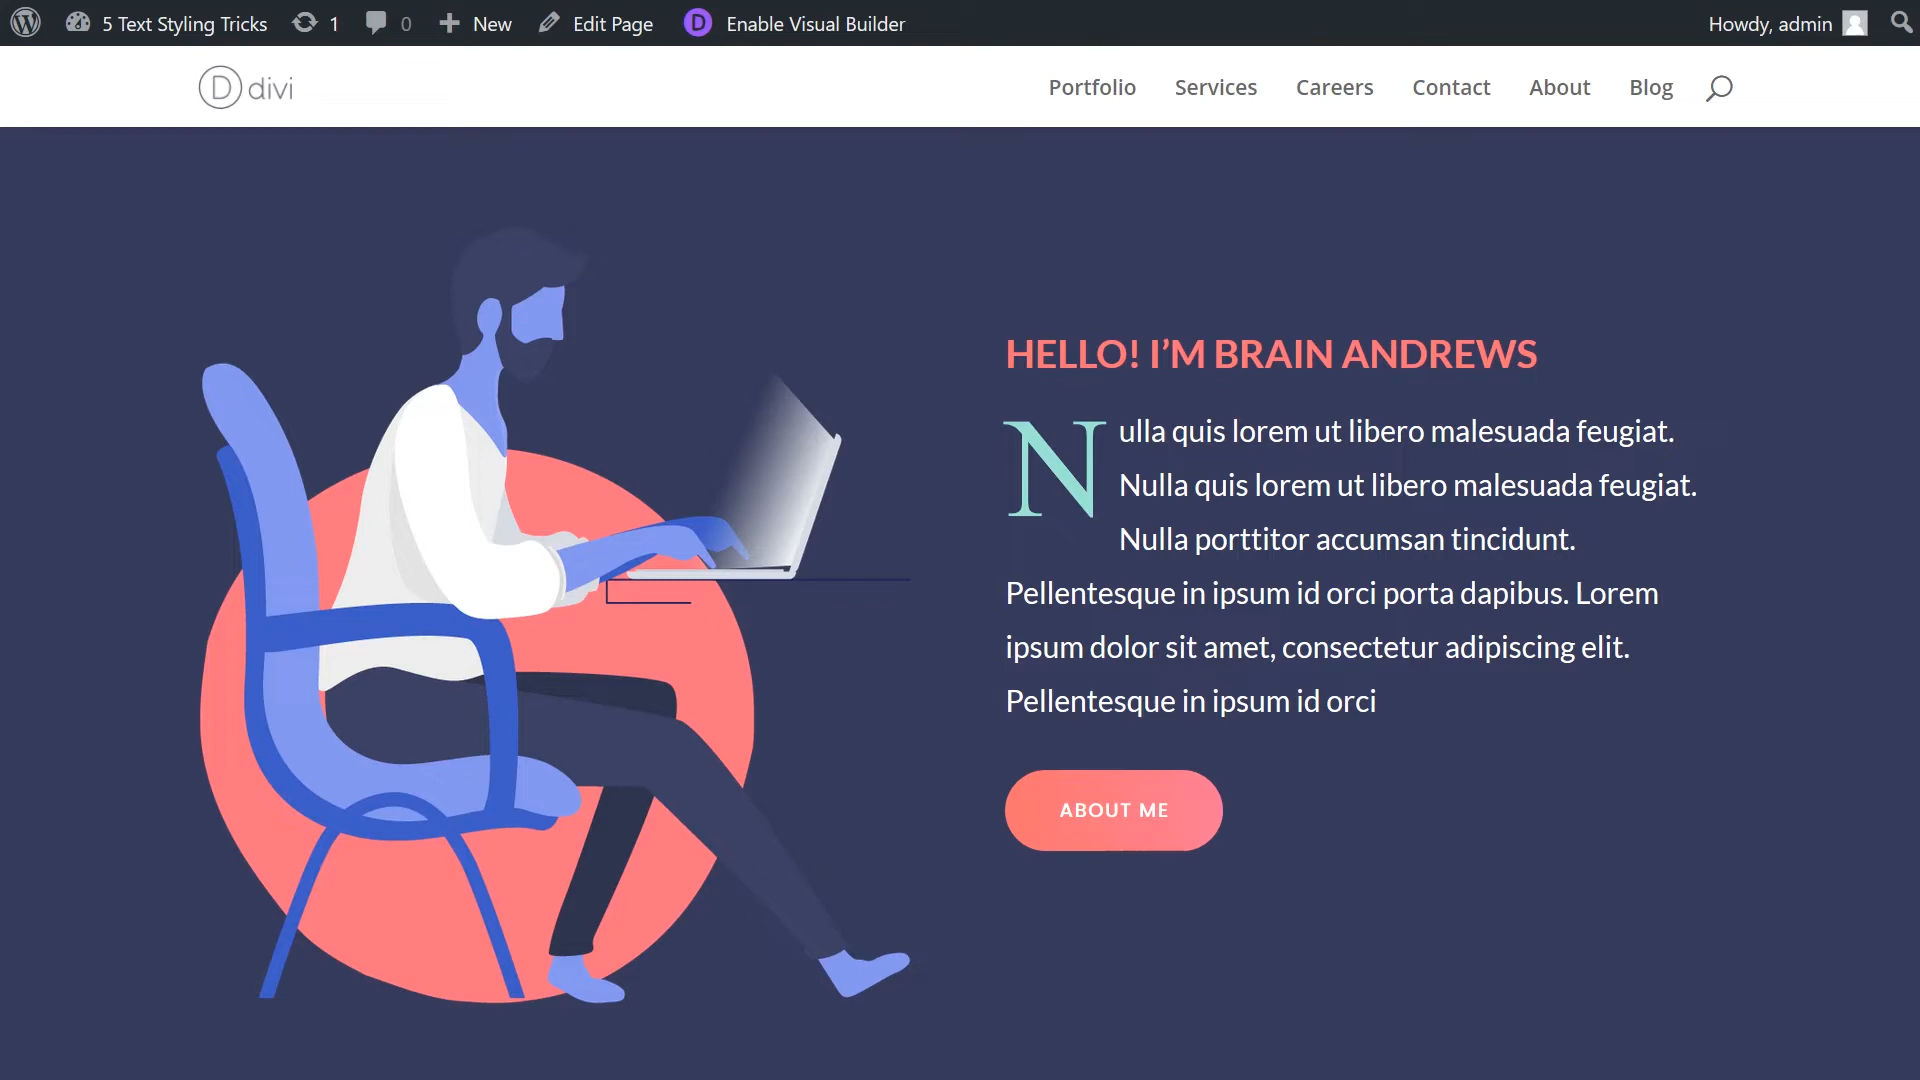 5 Text Styling Tricks 1 0 New Edit Page D Enable Visual Builder Howdy, admin
D divi Portfolio Services Careers Contact About Blog
HELLO! I’M BRAIN ANDREWS
Nulla quis lorem ut libero malesuada feugiat.
Nulla quis lorem ut libero malesuada feugiat.
Nulla porttitor accumsan tincidunt.
Pellentesque in ipsum id orci porta dapibus. Lorem
ipsum dolor sit amet, consectetur adipiscing elit.
Pellentesque in ipsum id orci
ABOUT ME